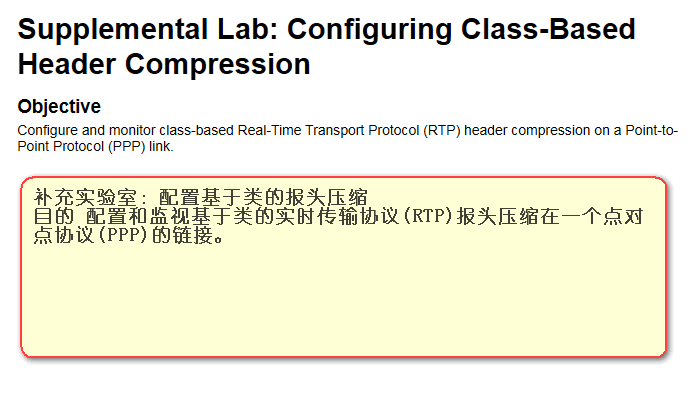 Supplemental Lab: Configuring Class-Based
Header Compression
Objective
Configure and monitor class-based Real-Time Transport Protocol (RTP) header compression on a Point-to-
Point Protocol (PPP) link.
补充实验室: 配置基于类的报头压缩
目的 配置和监视基于类的实时传输协议(RTP)报头压缩在一个点对
点协议(PPP)的链接。